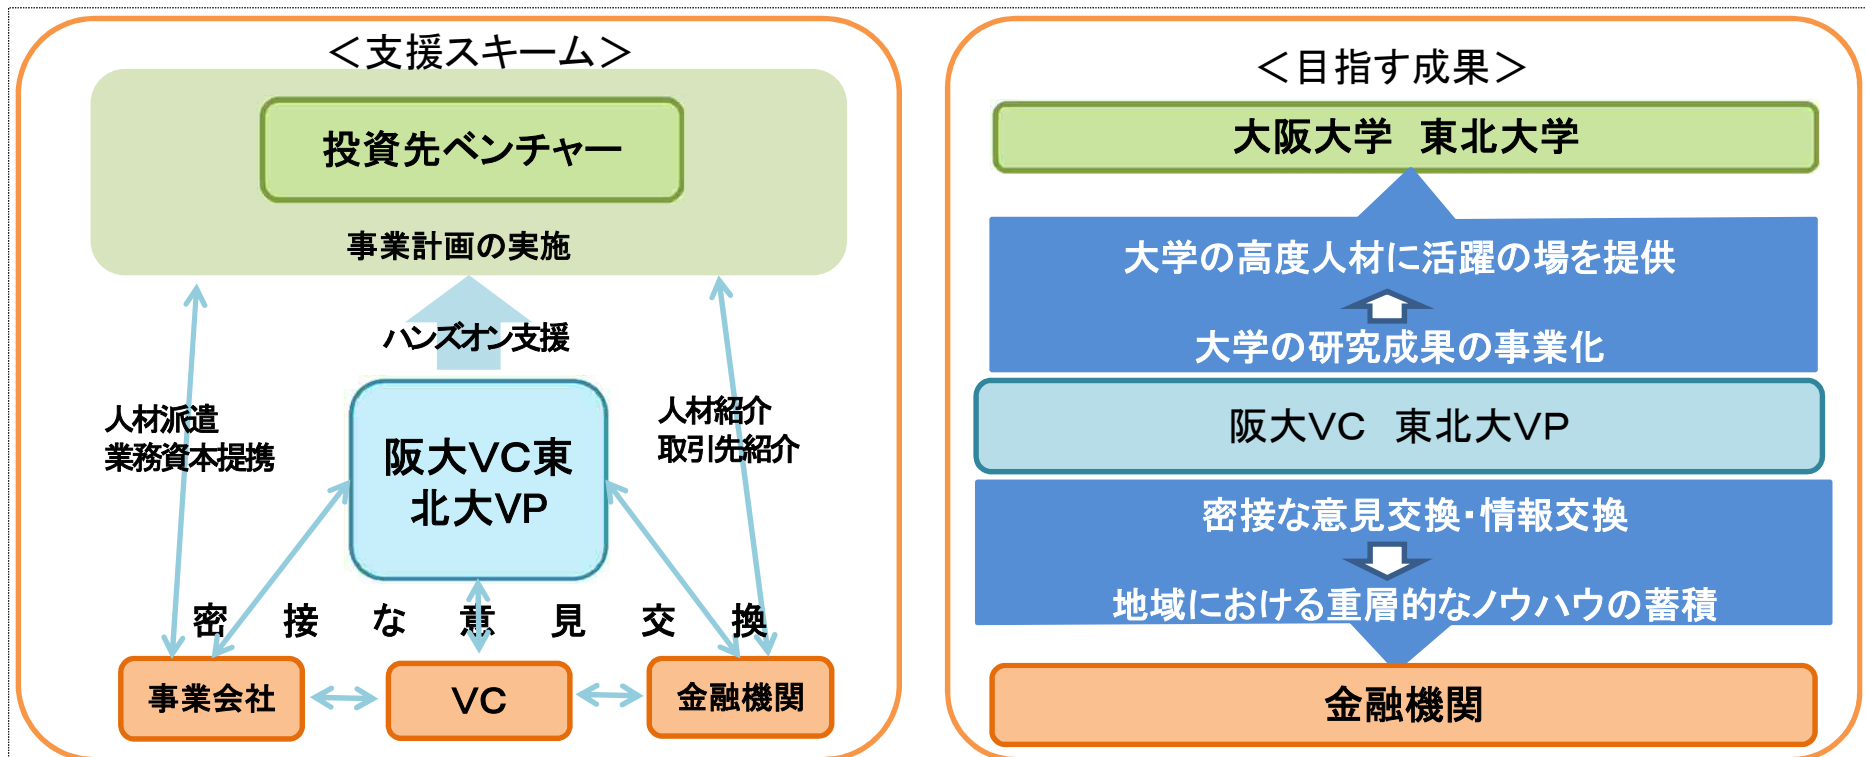 ＜支援スキーム＞
投資先ベンチャー
事業計画の実施
ハンズオン支援
人材派遣
業務資本提携
人材紹介
取引先紹介
阪大VC東
北大VP
密接な意見交換
事業会社
VC
金融機関
＜目指す成果＞
大阪大学　東北大学
大学の高度人材に活躍の場を提供
大学の研究成果の事業化
阪大VC　東北大VP
密接な意見交換・情報交換
地域における重層的なノウハウの蓄積
金融機関